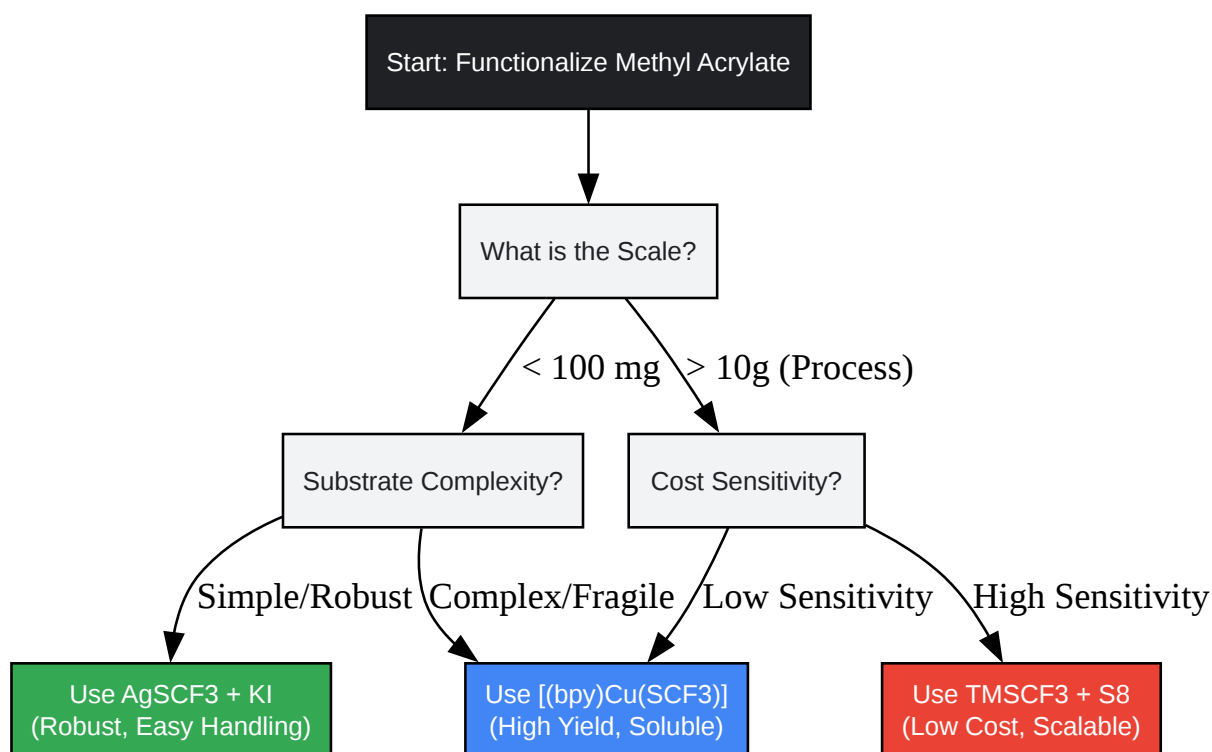 Start: Functionalize Methyl Acrylate
What is the Scale?
< 100 mg
> 10g (Process)
Substrate Complexity?
Cost Sensitivity?
Simple/Robust
Complex/Fragile
Low Sensitivity
High Sensitivity
Use AgSCF3 + KI
(Robust, Easy Handling)
Use [(bpy)Cu(SCF3)]
(High Yield, Soluble)
Use TMSCF3 + S8
(Low Cost, Scalable)